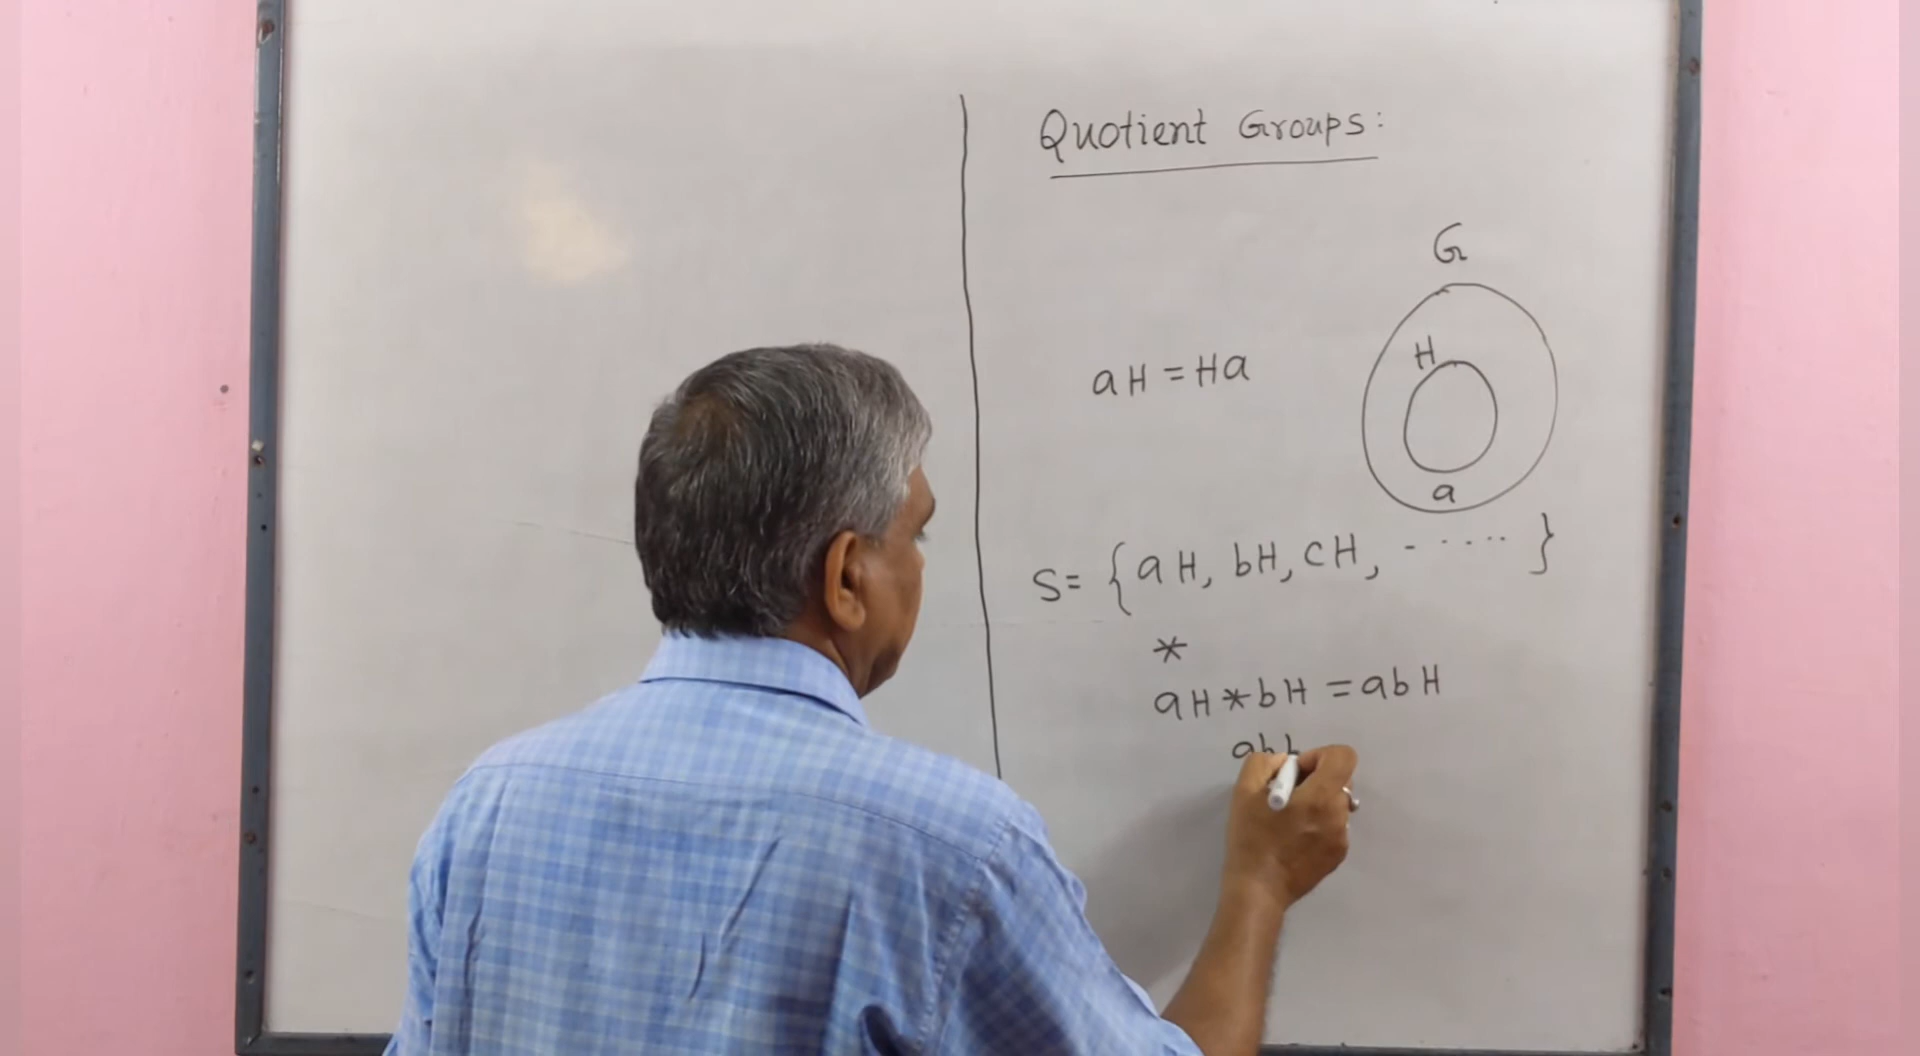 Quotient Groups:
G
H
aH = Ha
a
S = { aH, bH, cH, - ····· }
*
aH * bH = abH